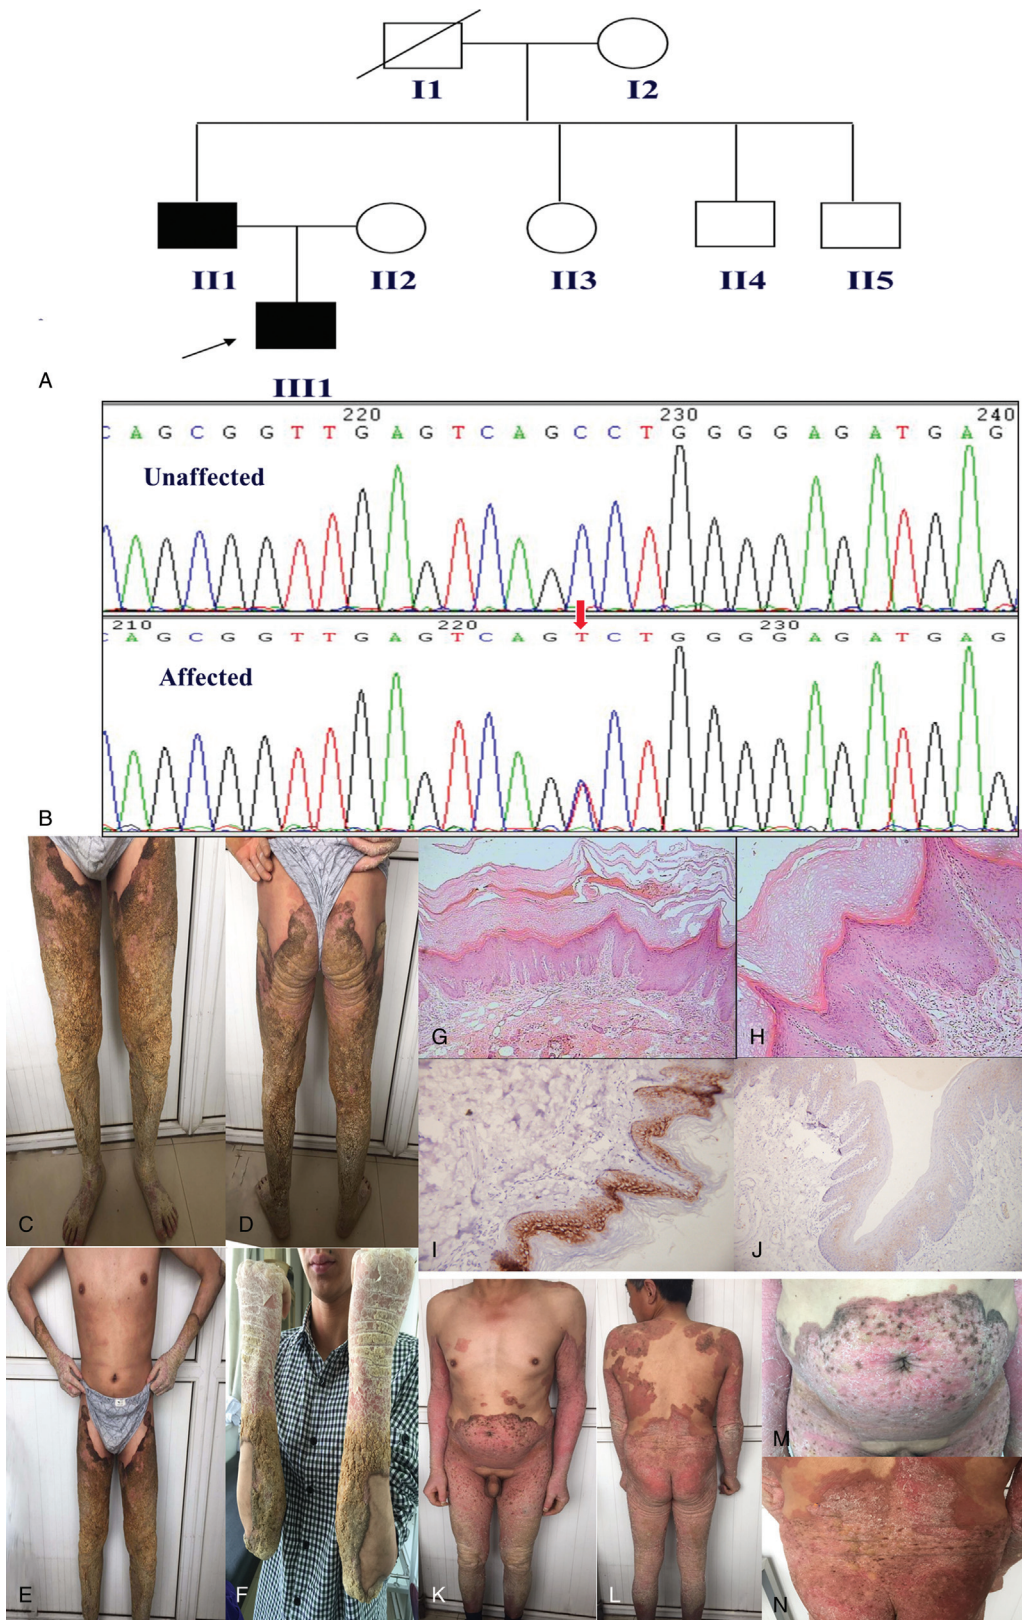 I1 I2
II1 II2 II3 II4 II5
III1
A
220 230 240
C A G C G G T T G A G T C A G C C T G G G G A G A T G A G
Unaffected
210 220 230
C A G C G G T T G A G T C A G T C T G G G G A G A T G A G
Affected
B
C D G H
I J
E F K L M
N